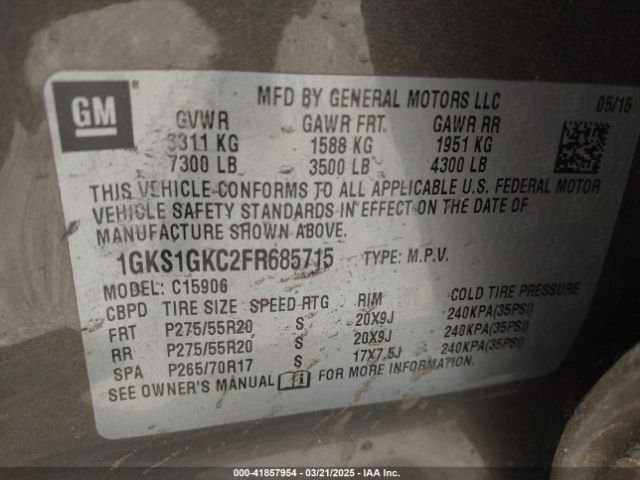 GM
MFD BY GENERAL MOTORS LLC 05/15
GVWR GAWR FRT GAWR RR
3311 KG 1588 KG 1951 KG
7300 LB 3500 LB 4300 LB
THIS VEHICLE CONFORMS TO ALL APPLICABLE U.S. FEDERAL MOTOR
VEHICLE SAFETY STANDARDS IN EFFECT ON THE DATE OF
MANUFACTURE SHOWN ABOVE.
1GKS1GKC2FR685715 TYPE: M.P.V.
MODEL: C15906
CBPD TIRE SIZE SPEED RTG RIM COLD TIRE PRESSURE
FRT P275/55R20 S 20X9J 240KPA(35PSI)
RR P275/55R20 S 20X9J 240KPA(35PSI)
SPA P265/70R17 S 17X7.5J 240KPA(35PSI)
SEE OWNER'S MANUAL FOR MORE INFORMATION.
000-41857954 - 03/21/2025 - IAA Inc.